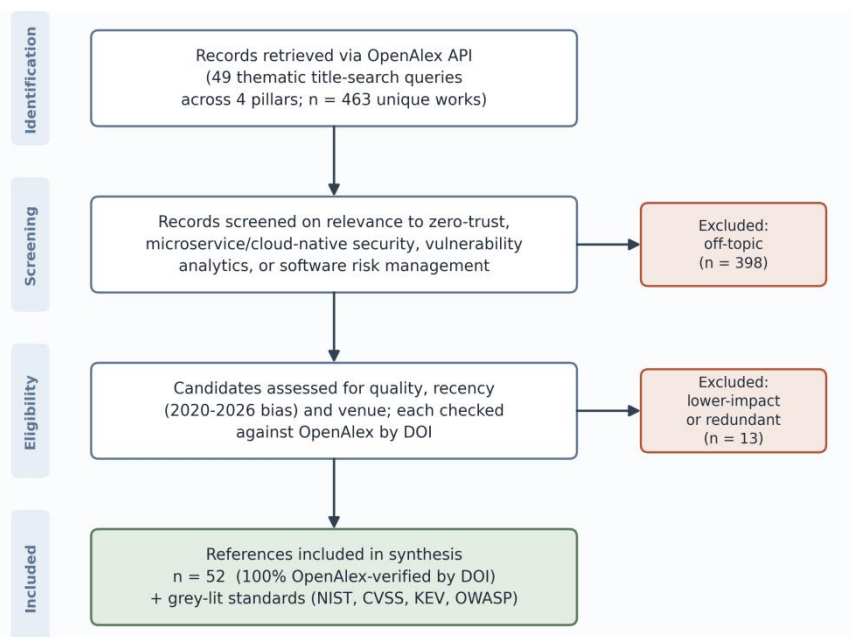 Identification
Records retrieved via OpenAlex API
(49 thematic title-search queries
across 4 pillars; n = 463 unique works)
Screening
Records screened on relevance to zero-trust,
microservice/cloud-native security, vulnerability
analytics, or software risk management
Excluded:
off-topic
(n = 398)
Eligibility
Candidates assessed for quality, recency
(2020-2026 bias) and venue; each checked
against OpenAlex by DOI
Excluded:
lower-impact
or redundant
(n = 13)
Included
References included in synthesis
n = 52 (100% OpenAlex-verified by DOI)
+ grey-lit standards (NIST, CVSS, KEV, OWASP)